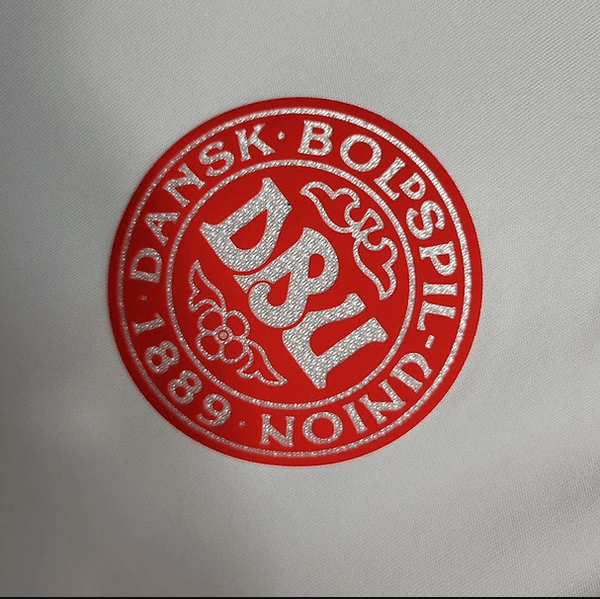 DANSK · BOLDSPIL-UNION · 1889 ·
DBU